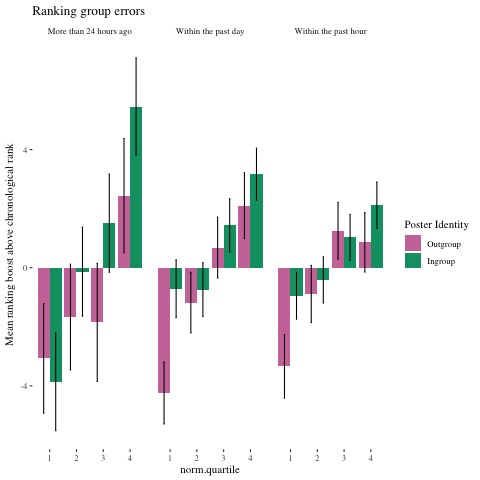 Ranking group errors
More than 24 hours ago
Within the past day
Within the past hour
Mean ranking boost above chronological rank
4
0
-4
1 2 3 4
1 2 3 4
1 2 3 4
norm.quartile
Poster Identity
Outgroup
Ingroup